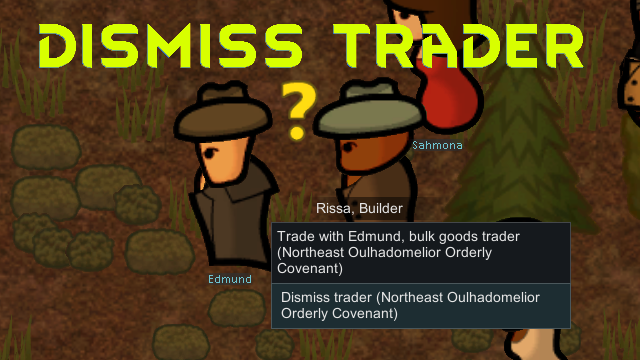 DISMISS TRADER
?
Sahmona
Rissa, Builder
Trade with Edmund, bulk goods trader
(Northeast Oulhadomelior Orderly
Covenant)
Edmund
Dismiss trader (Northeast Oulhadomelior
Orderly Covenant)